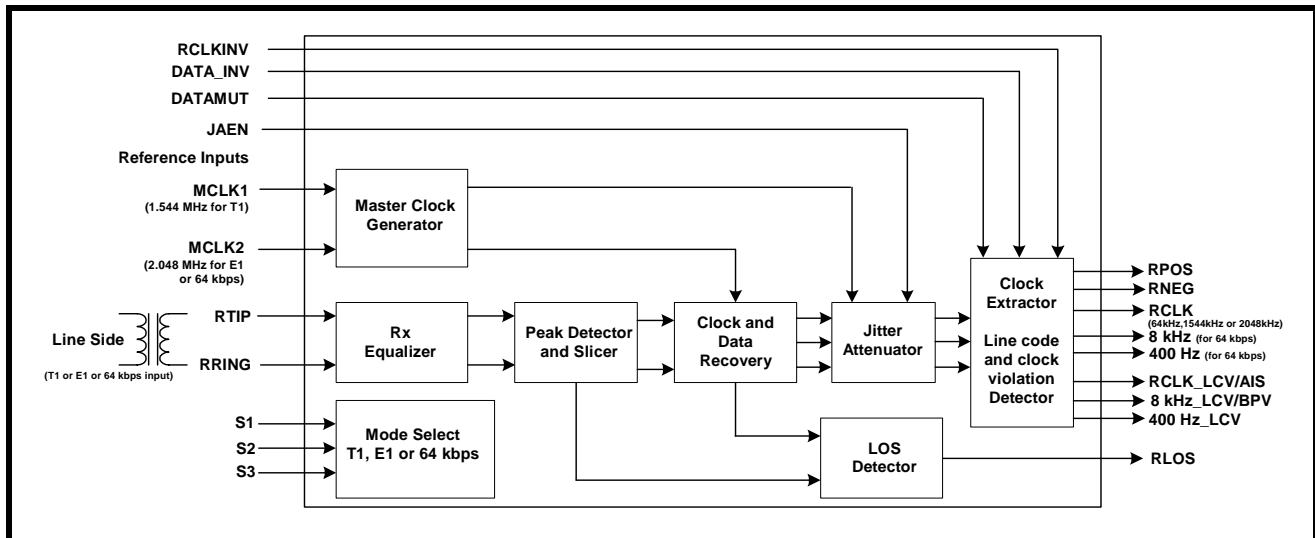 RCLKINV
DATA_INV
DATAMUT
JAEN
Reference Inputs
MCLK1
(1.544 MHz for T1)
MCLK2
(2.048 MHz for E1
or 64 kbps)
Master Clock
Generator
Line Side
(T1 or E1 or 64 kbps input)
RTIP
RRING
Rx
Equalizer
Peak Detector
and Slicer
Clock and
Data
Recovery
Jitter
Attenuator
Clock
Extractor
Line code
and clock
violation
Detector
RPOS
RNEG
RCLK
(64kHz,1544kHz or 2048kHz)
8 kHz (for 64 kbps)
400 Hz (for 64 kbps)
RCLK_LCV/AIS
8 kHz_LCV/BPV
400 Hz_LCV
S1
S2
S3
Mode Select
T1, E1 or 64 kbps
LOS
Detector
RLOS